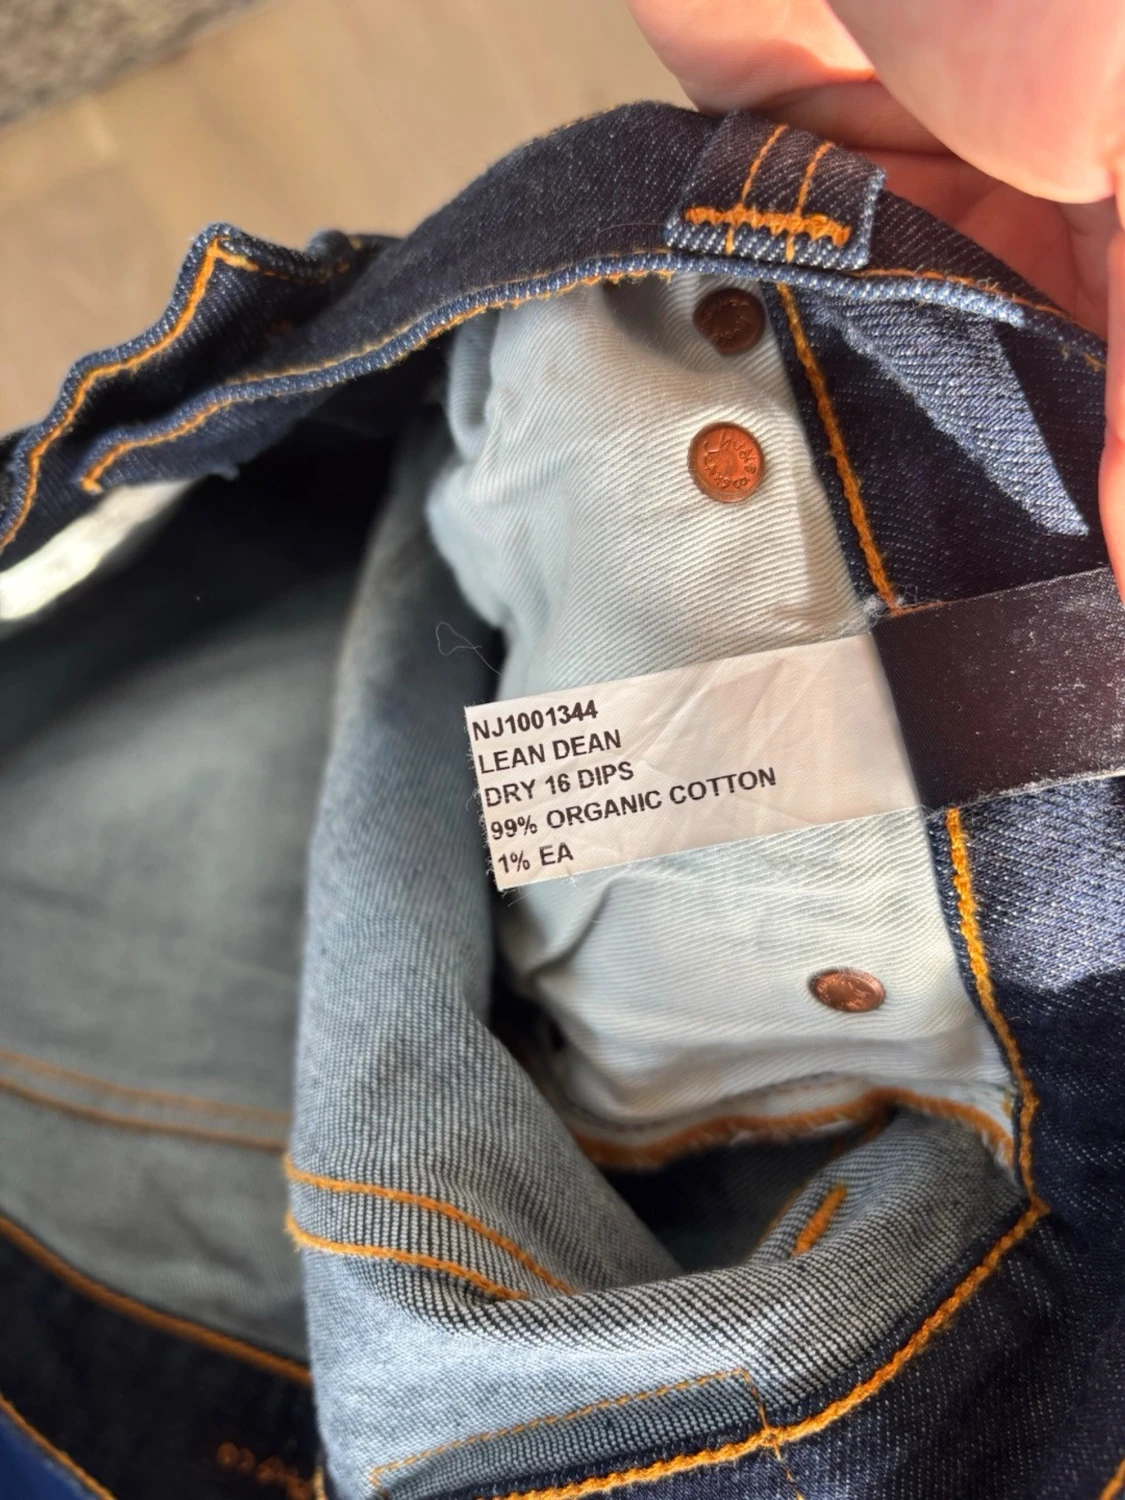 NJ1001344
LEAN DEAN
DRY 16 DIPS
99% ORGANIC COTTON
1% EA